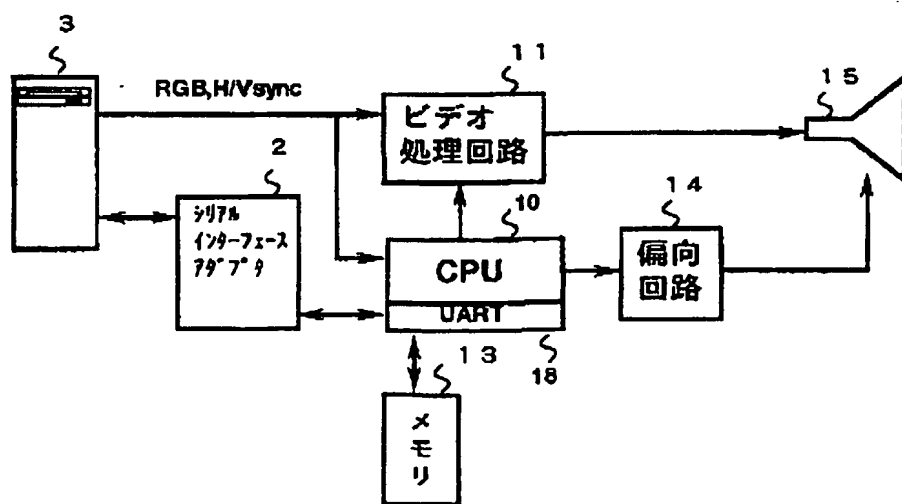 3
RGB,H/Vsync
11
ビデオ
処理回路
15
2
シリアル
インターフェース
アダプタ
10
CPU
UART
18
14
偏向
回路
13
メモリ